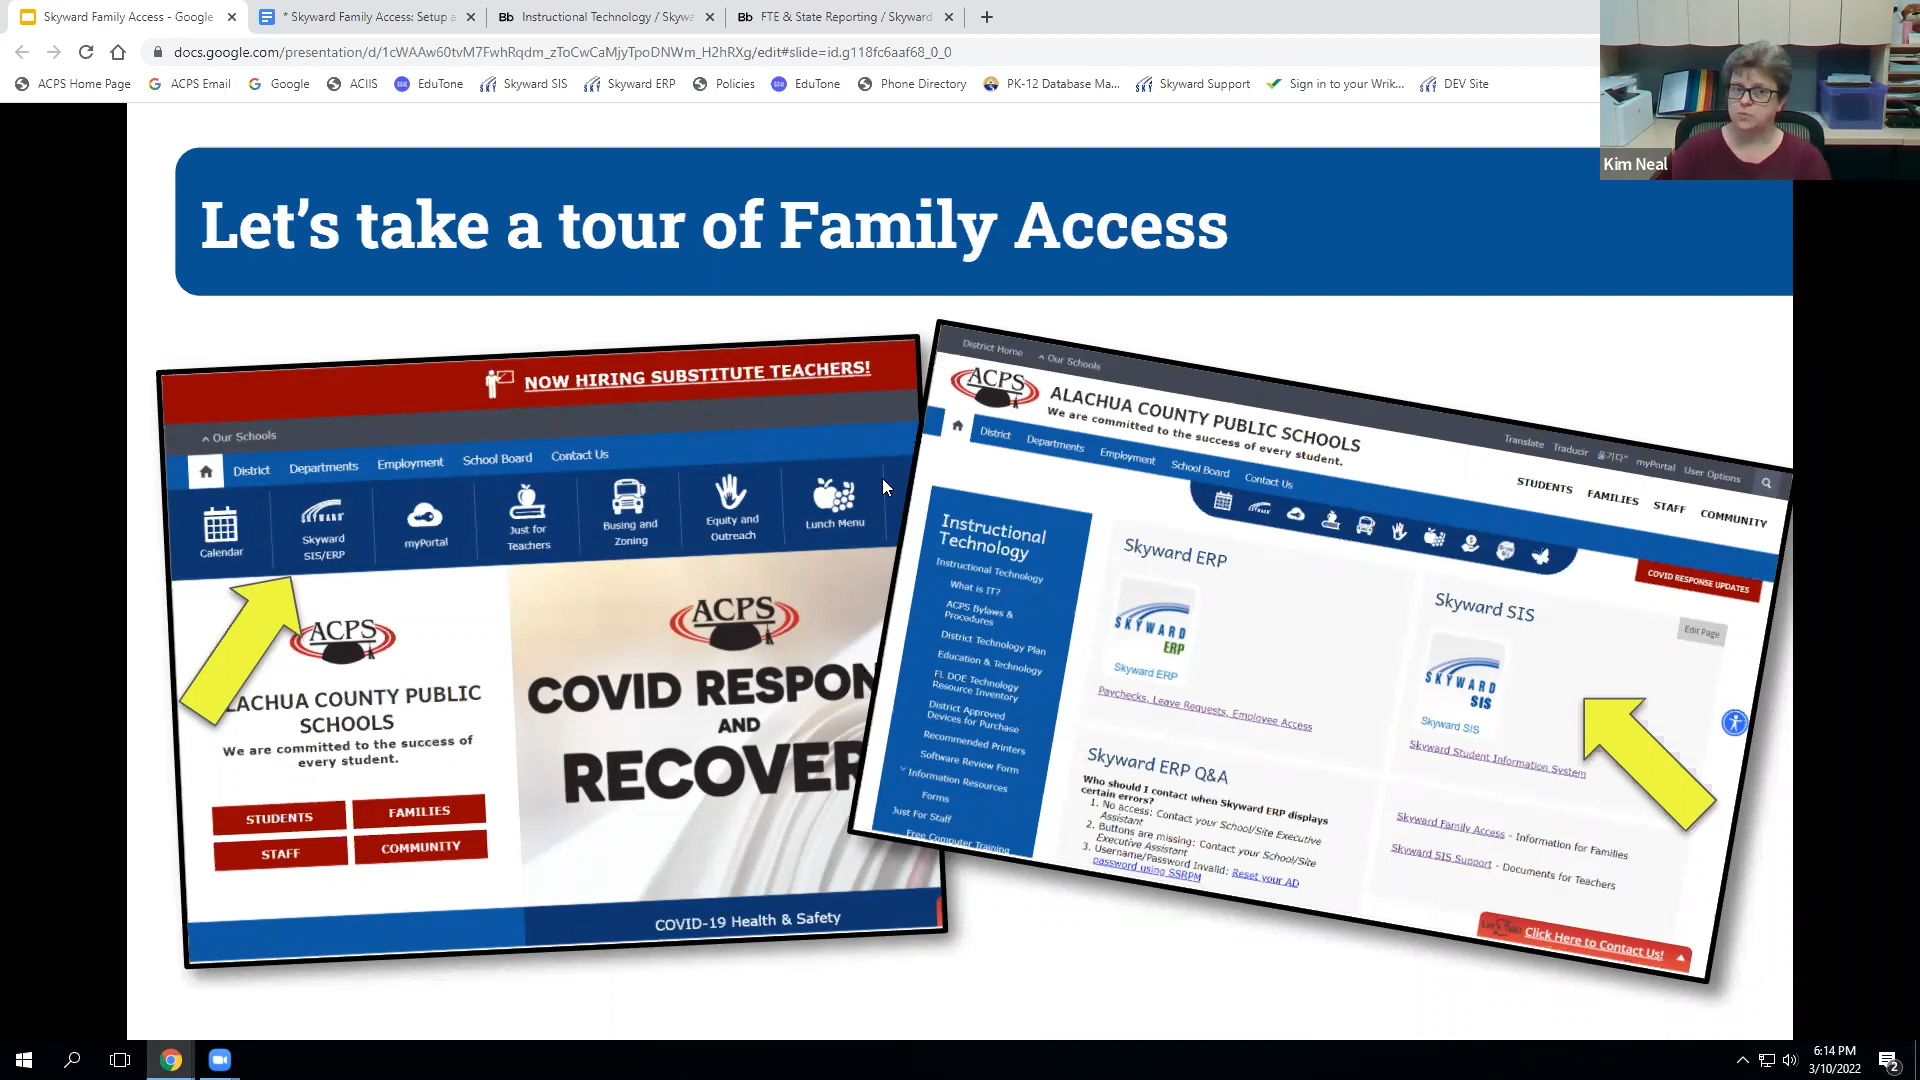 Skyward Family Access - Google
* Skyward Family Access: Setup a
Bb Instructional Technology / Skywa
Bb FTE & State Reporting / Skyward
docs.google.com/presentation/d/1cWAAw60tvM7FwhRqdm_zToCwCaMjyTpoDNWm_H2hRXg/edit#slide=id.g118fc6aaf68_0_0
ACPS Home Page ACPS Email Google ACIIS EduTone Skyward SIS Skyward ERP Policies EduTone Phone Directory PK-12 Database Ma... Skyward Support Sign in to your Wrik... DEV Site
Kim Neal
Let's take a tour of Family Access
NOW HIRING SUBSTITUTE TEACHERS!
Our Schools
District Departments Employment School Board Contact Us
SKYWARD
Calendar
Skyward
SIS/ERP
myPortal
Just for
Teachers
Busing and
Zoning
Equity and
Outreach
Lunch Menu
ACPS
LACHUA COUNTY PUBLIC
SCHOOLS
We are committed to the success of
every student.
STUDENTS FAMILIES
STAFF COMMUNITY
ACPS
COVID RESPON
AND
RECOVER
COVID-19 Health & Safety
District Home Our Schools
ACPS
ALACHUA COUNTY PUBLIC SCHOOLS
We are committed to the success of every student.
Translate Traducir 옮기다 myPortal User Options
STUDENTS FAMILIES STAFF COMMUNITY
District Departments Employment School Board Contact Us
COVID RESPONSE UPDATES
Edit Page
Instructional
Technology
Instructional Technology
What is IT?
ACPS Bylaws &
Procedures
District Technology Plan
Education & Technology
FL DOE Technology
Resource Inventory
District Approved
Devices for Purchase
Recommended Printers
Software Review Form
Information Resources
Forms
Just For Staff
Free Computer Training
Skyward ERP
SKYWARD
ERP
Skyward ERP
Paychecks, Leave Requests, Employee Access
Skyward ERP Q&A
Who should I contact when Skyward ERP displays
certain errors?
1. No access: Contact your School/Site Executive
Assistant
2. Buttons are missing: Contact your School/Site
Executive Assistant
3. Username/Password Invalid: Reset your AD
password using SSRPM
Skyward SIS
SKYWARD
SIS
Skyward SIS
Skyward Student Information System
Skyward Family Access - Information for Families
Skyward SIS Support - Documents for Teachers
Let's Talk! Click Here to Contact Us!
6:14 PM
3/10/2022
2